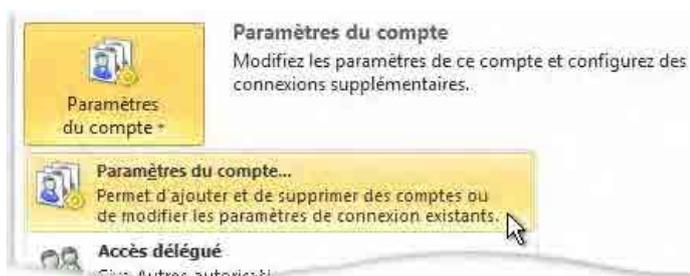 Paramètres du compte
Modifiez les paramètres de ce compte et configurez des
connexions supplémentaires.
Paramètres
du compte
Paramètres du compte...
Permet d'ajouter et de supprimer des comptes ou
de modifier les paramètres de connexion existants.
Accès délégué